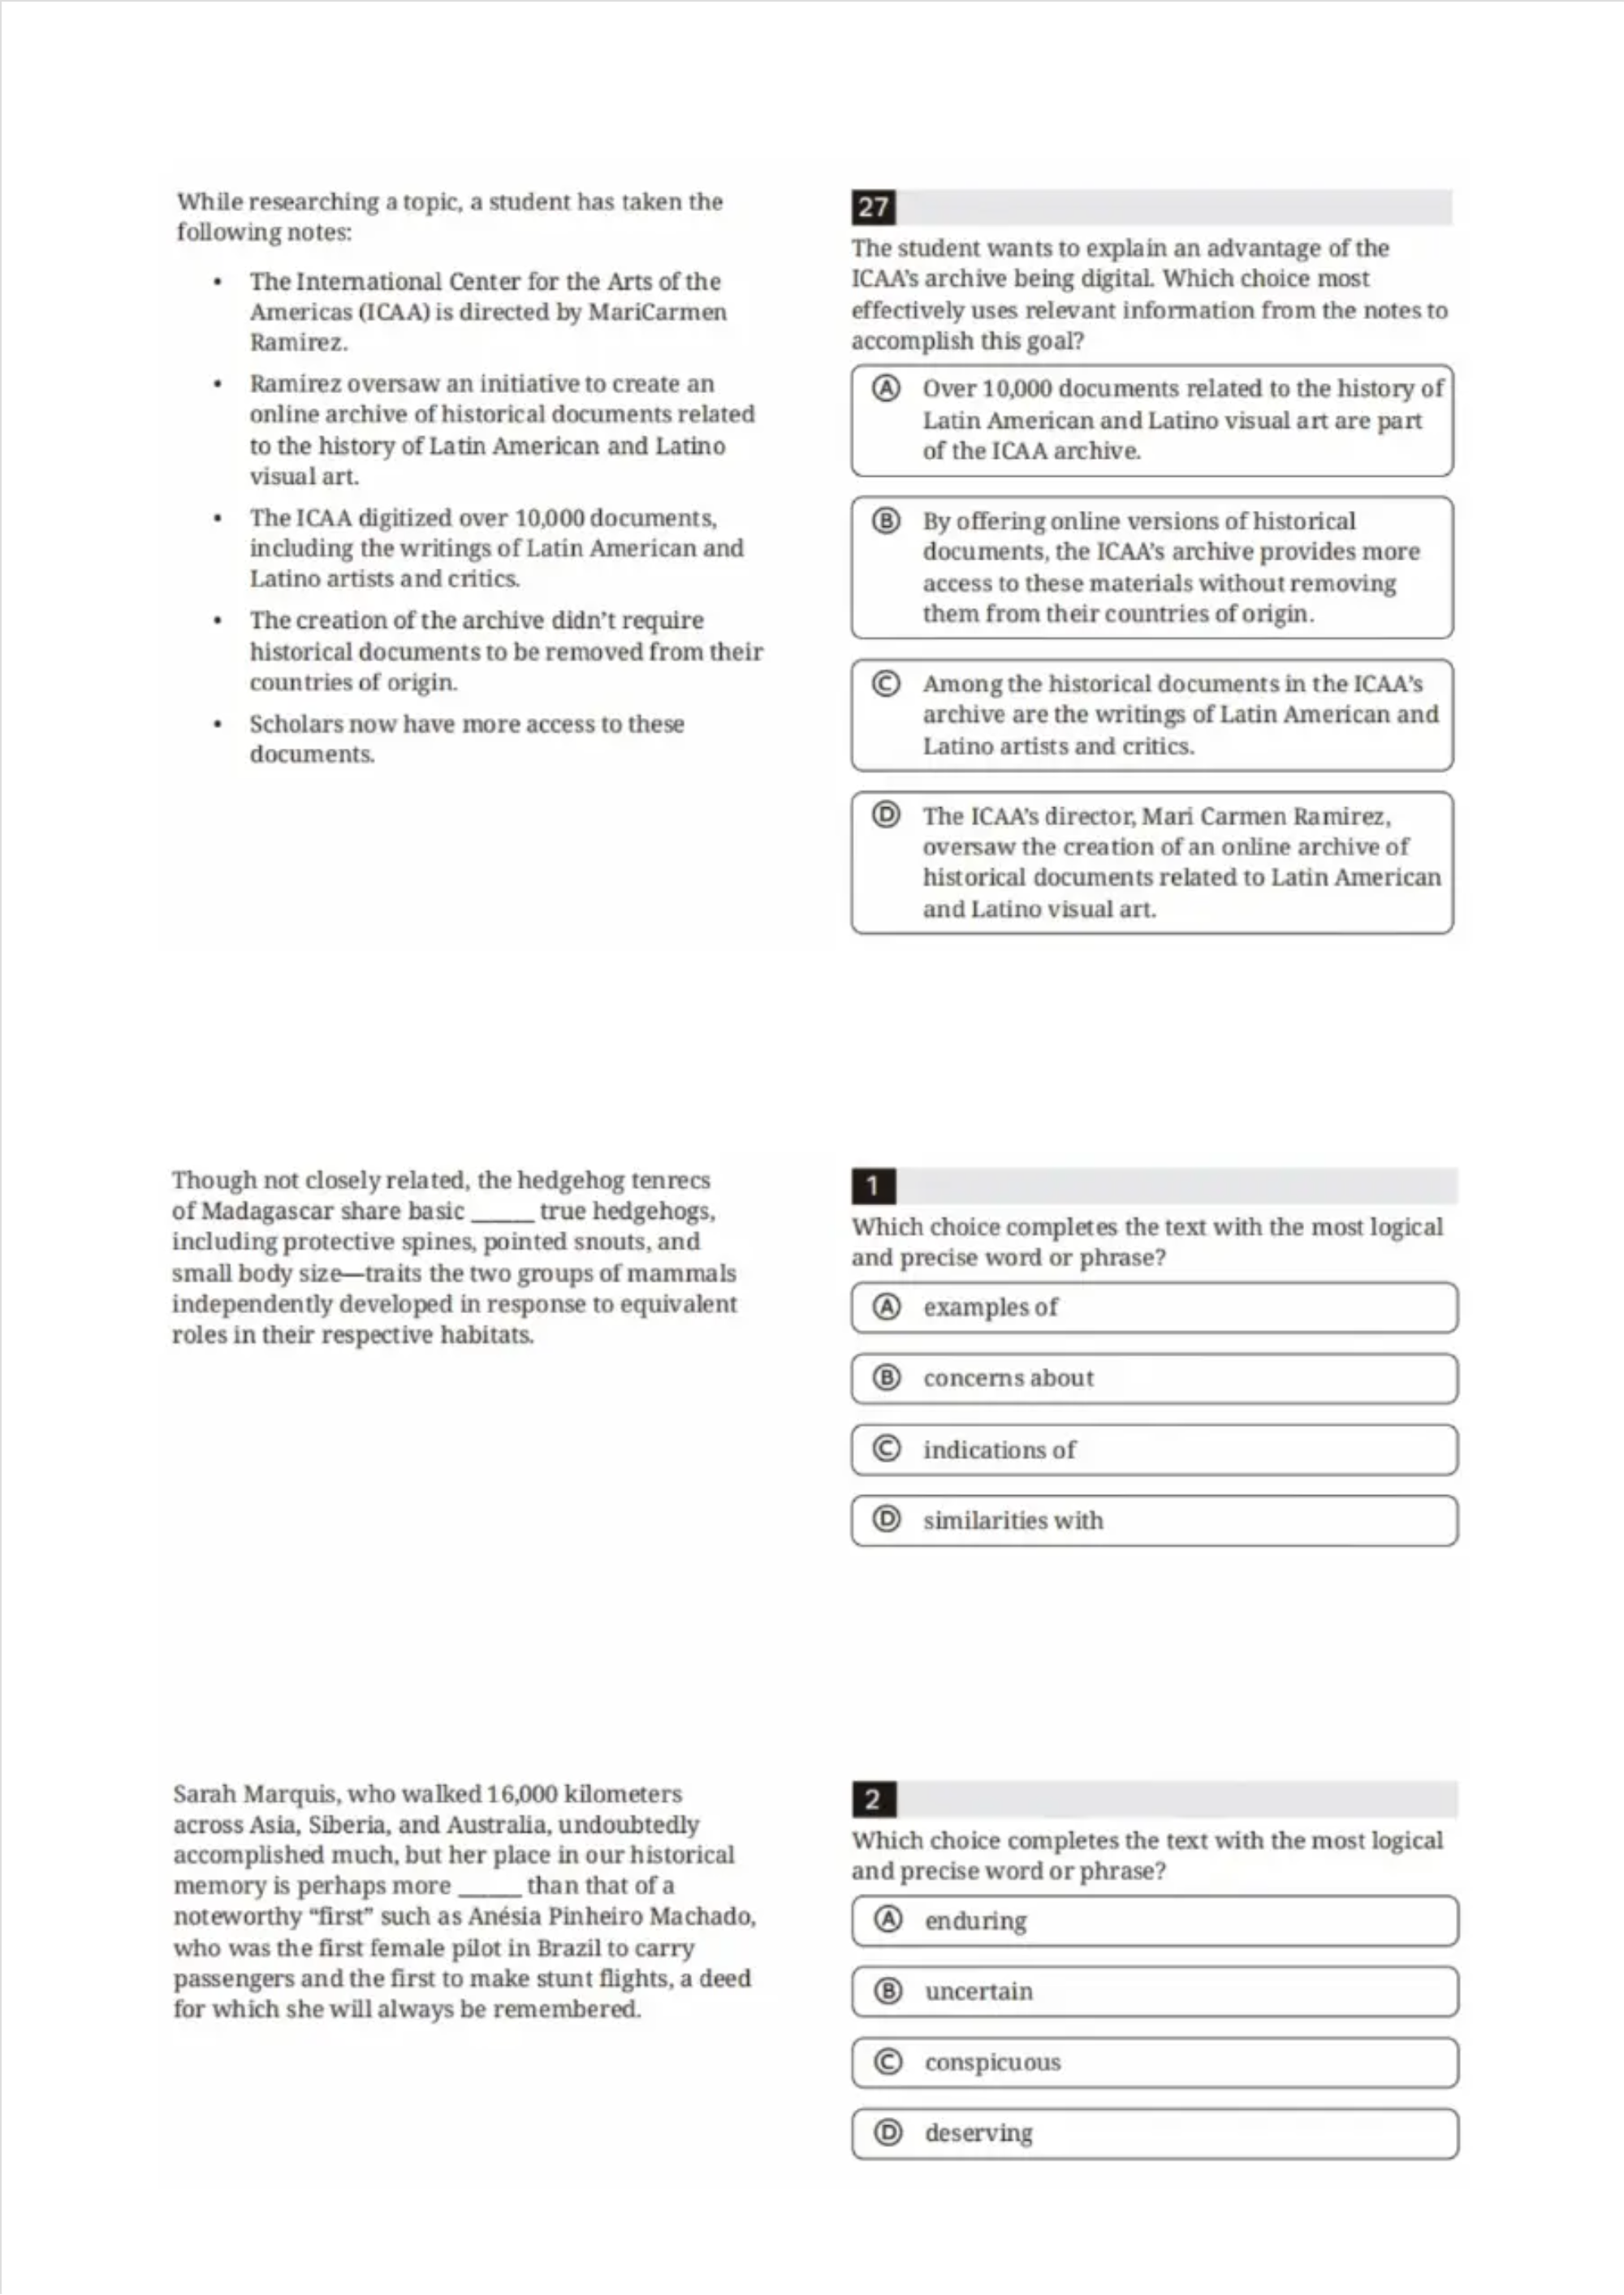 While researching a topic, a student has taken the
following notes:
• The International Center for the Arts of the
Americas (ICAA) is directed by MariCarmen
Ramirez.
• Ramirez oversaw an initiative to create an
online archive of historical documents related
to the history of Latin American and Latino
visual art.
• The ICAA digitized over 10,000 documents,
including the writings of Latin American and
Latino artists and critics.
• The creation of the archive didn't require
historical documents to be removed from their
countries of origin.
• Scholars now have more access to these
documents.
27
The student wants to explain an advantage of the
ICAA's archive being digital. Which choice most
effectively uses relevant information from the notes to
accomplish this goal?
A Over 10,000 documents related to the history of
Latin American and Latino visual art are part
of the ICAA archive.
B By offering online versions of historical
documents, the ICAA's archive provides more
access to these materials without removing
them from their countries of origin.
C Among the historical documents in the ICAA's
archive are the writings of Latin American and
Latino artists and critics.
D The ICAA's director, Mari Carmen Ramirez,
oversaw the creation of an online archive of
historical documents related to Latin American
and Latino visual art.
Though not closely related, the hedgehog tenrecs
of Madagascar share basic ______ true hedgehogs,
including protective spines, pointed snouts, and
small body size—traits the two groups of mammals
independently developed in response to equivalent
roles in their respective habitats.
1
Which choice completes the text with the most logical
and precise word or phrase?
A examples of
B concerns about
C indications of
D similarities with
Sarah Marquis, who walked 16,000 kilometers
across Asia, Siberia, and Australia, undoubtedly
accomplished much, but her place in our historical
memory is perhaps more ______ than that of a
noteworthy "first" such as Anésia Pinheiro Machado,
who was the first female pilot in Brazil to carry
passengers and the first to make stunt flights, a deed
for which she will always be remembered.
2
Which choice completes the text with the most logical
and precise word or phrase?
A enduring
B uncertain
C conspicuous
D deserving